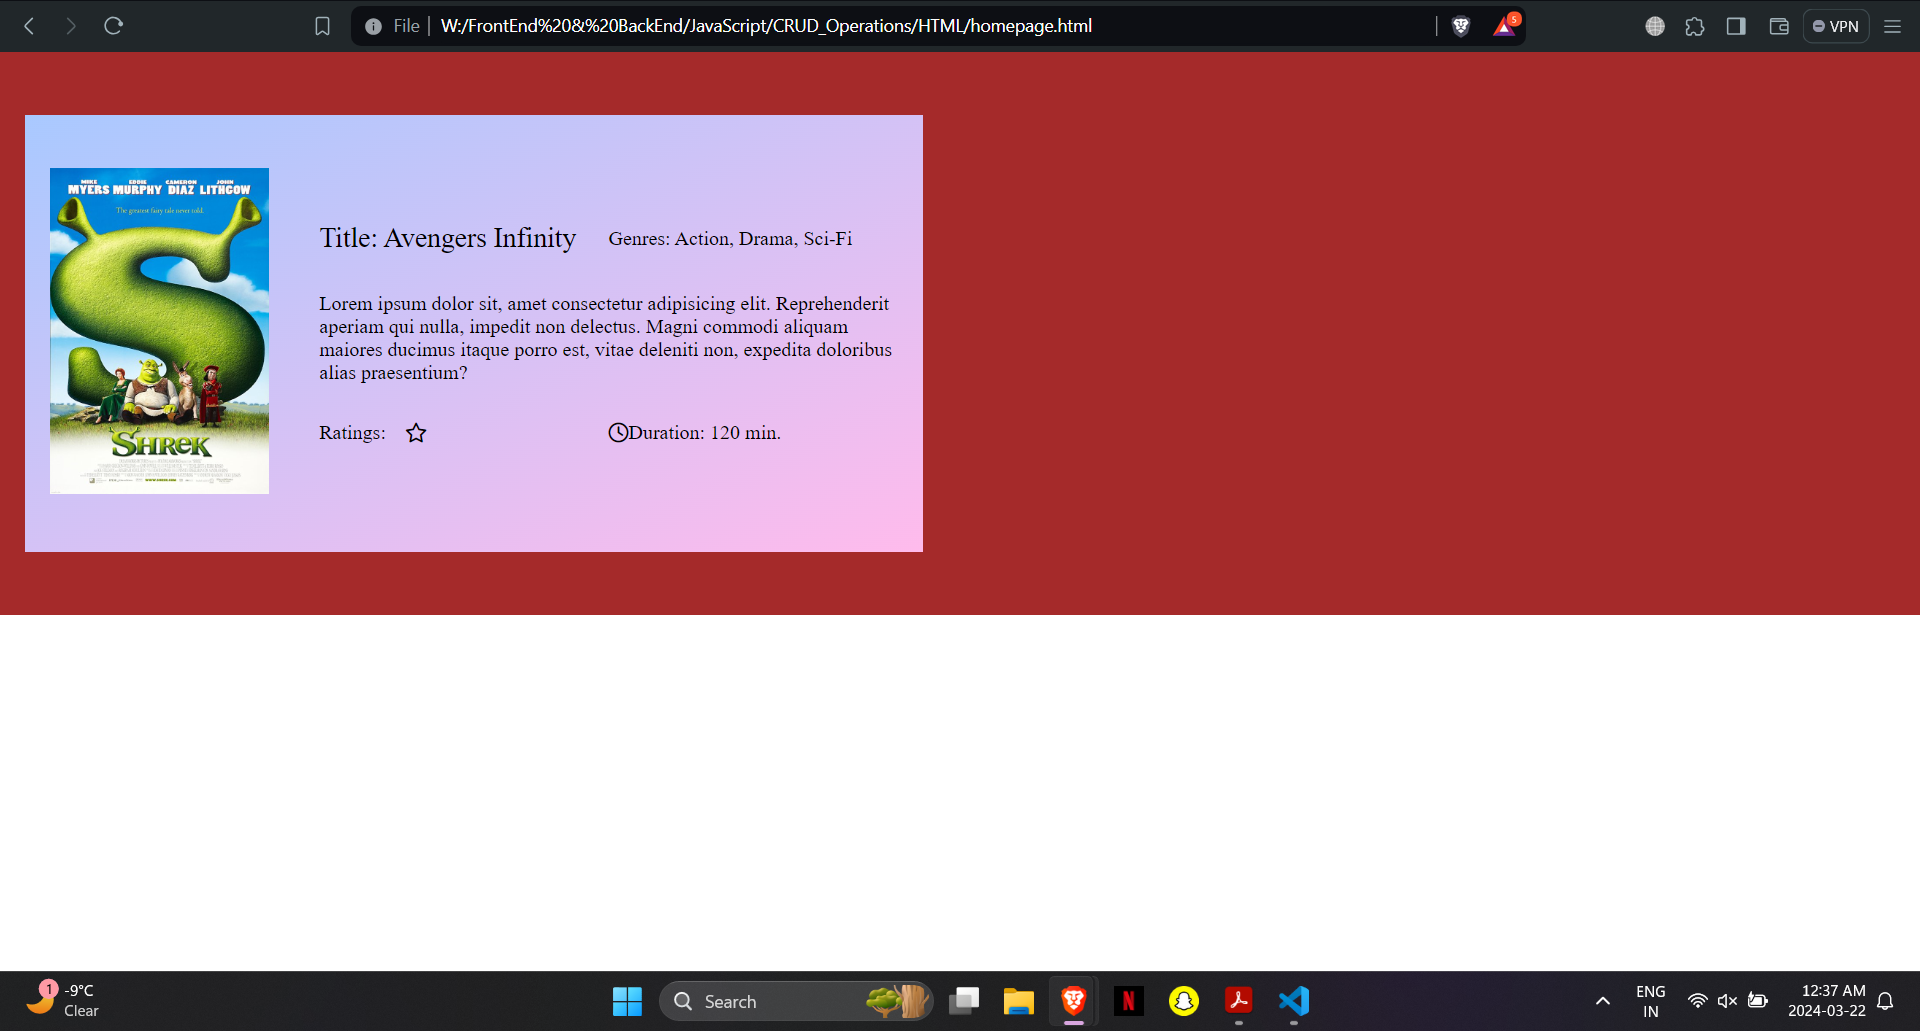 File | W:/FrontEnd%20&%20BackEnd/JavaScript/CRUD_Operations/HTML/homepage.html
5
VPN
MIKE MYERS EDDIE MURPHY CAMERON DIAZ JOHN LITHGOW
The greatest fairy tale never told.
SHREK
WWW.SHREK.COM
Title: Avengers Infinity
Genres: Action, Drama, Sci-Fi
Lorem ipsum dolor sit, amet consectetur adipisicing elit. Reprehenderit
aperiam qui nulla, impedit non delectus. Magni commodi aliquam
maiores ducimus itaque porro est, vitae deleniti non, expedita doloribus
alias praesentium?
Ratings:
Duration: 120 min.
1
-9°C
Clear
Search
N
ENG
IN
12:37 AM
2024-03-22